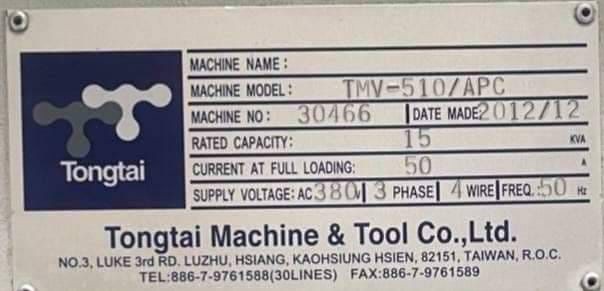 Tongtai
MACHINE NAME :
MACHINE MODEL: TMV-510/APC
MACHINE NO: 30466 DATE MADE: 2012/12
RATED CAPACITY: 15 KVA
CURRENT AT FULL LOADING: 50 A
SUPPLY VOLTAGE: AC 380V 3 PHASE 4 WIRE FREQ.:50 Hz
Tongtai Machine & Tool Co.,Ltd.
NO.3, LUKE 3rd RD. LUZHU, HSIANG, KAOHSIUNG HSIEN, 82151, TAIWAN, R.O.C.
TEL:886-7-9761588(30LINES) FAX:886-7-9761589